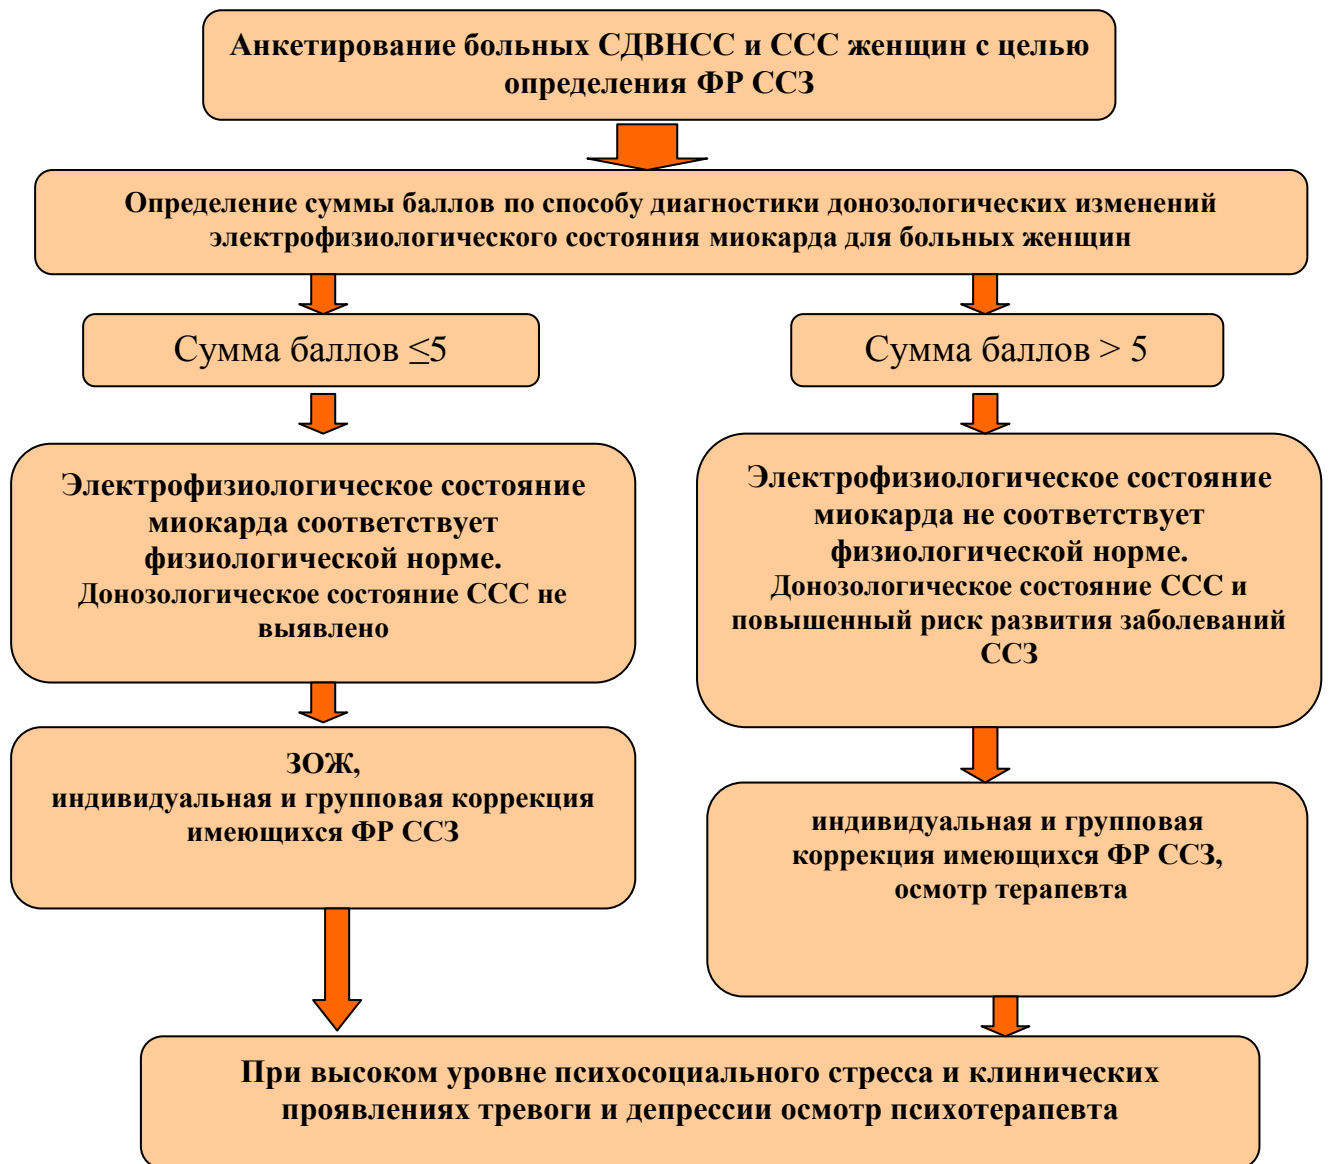 Анкетирование больных СДВНСС и ССС женщин с целью
определения ФР ССЗ
Определение суммы баллов по способу диагностики донозологических изменений
электрофизиологического состояния миокарда для больных женщин
Сумма баллов ≤5
Сумма баллов > 5
Электрофизиологическое состояние
миокарда соответствует
физиологической норме.
Донозологическое состояние ССС не
выявлено
Электрофизиологическое состояние
миокарда не соответствует
физиологической норме.
Донозологическое состояние ССС и
повышенный риск развития заболеваний
ССЗ
ЗОЖ,
индивидуальная и групповая коррекция
имеющихся ФР ССЗ
индивидуальная и групповая
коррекция имеющихся ФР ССЗ,
осмотр терапевта
При высоком уровне психосоциального стресса и клинических
проявлениях тревоги и депрессии осмотр психотерапевта